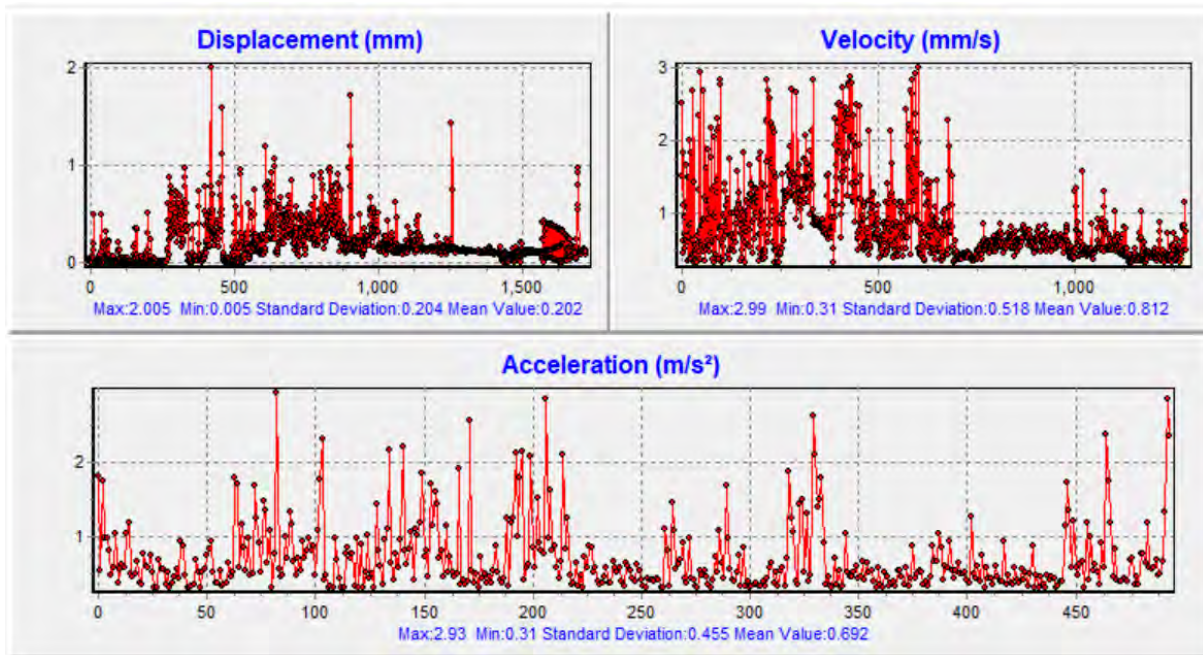 Displacement (mm)
2
1
0
0 500 1,000 1,500
Max:2.005 Min:0.005 Standard Deviation:0.204 Mean Value:0.202
Velocity (mm/s)
3
2
1
0 500 1,000
Max:2.99 Min:0.31 Standard Deviation:0.518 Mean Value:0.812
Acceleration (m/s²)
2
1
0 50 100 150 200 250 300 350 400 450
Max:2.93 Min:0.31 Standard Deviation:0.455 Mean Value:0.692